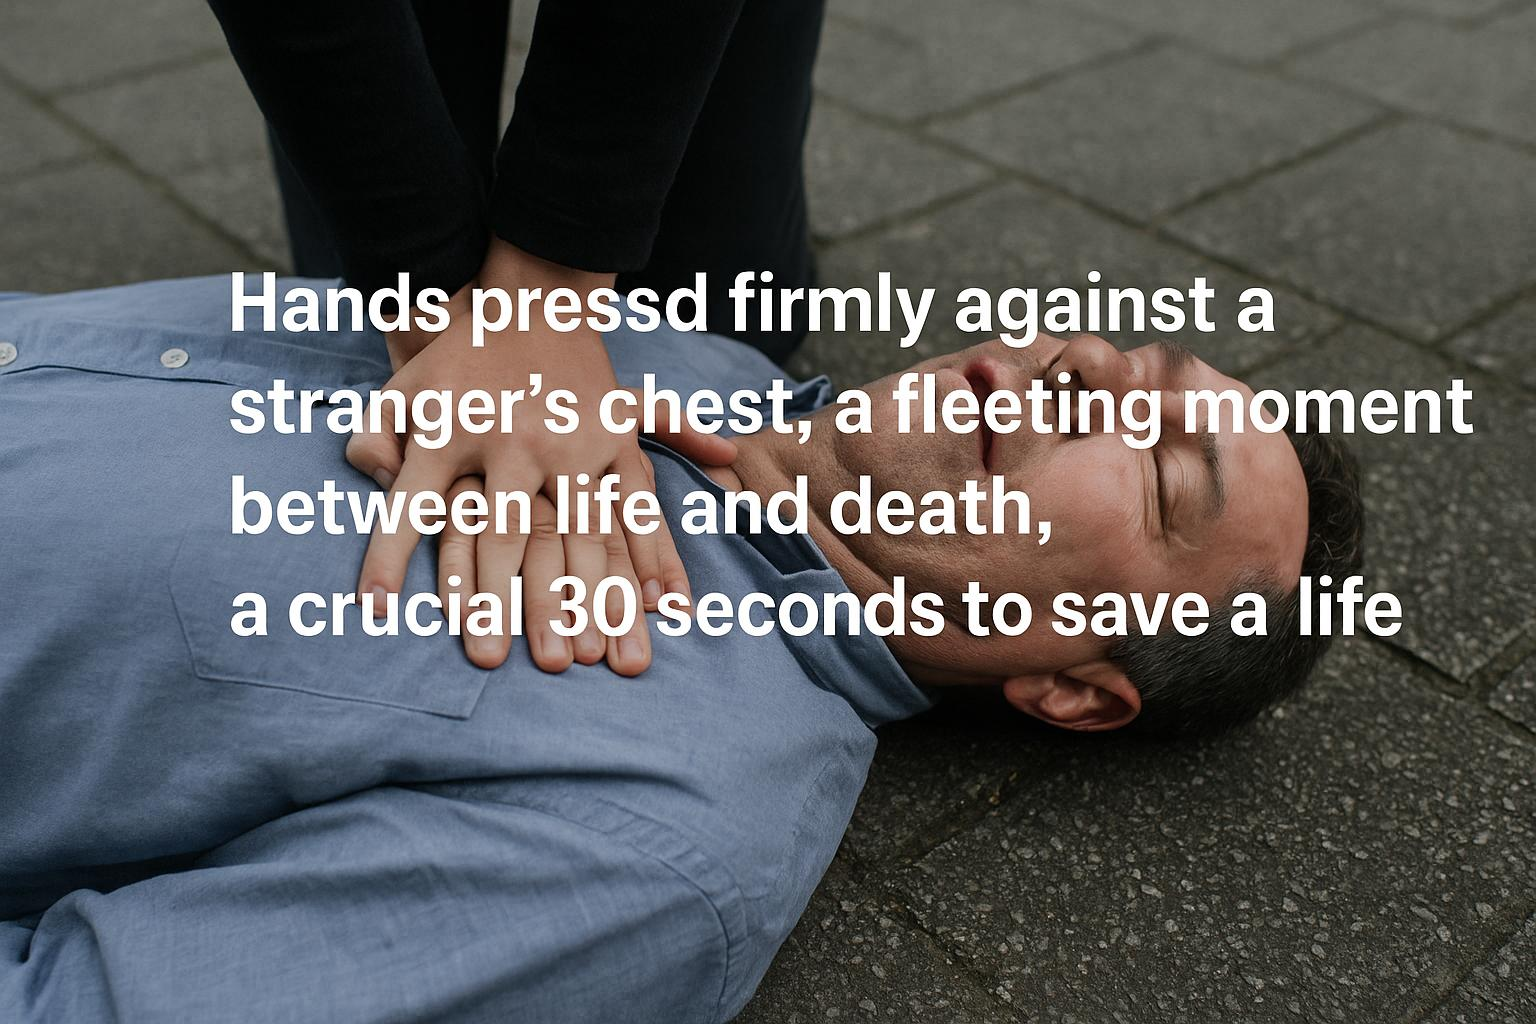 Hands pressd firmly against a
stranger’s chest, a fleeting moment
between life and death,
a crucial 30 seconds to save a life